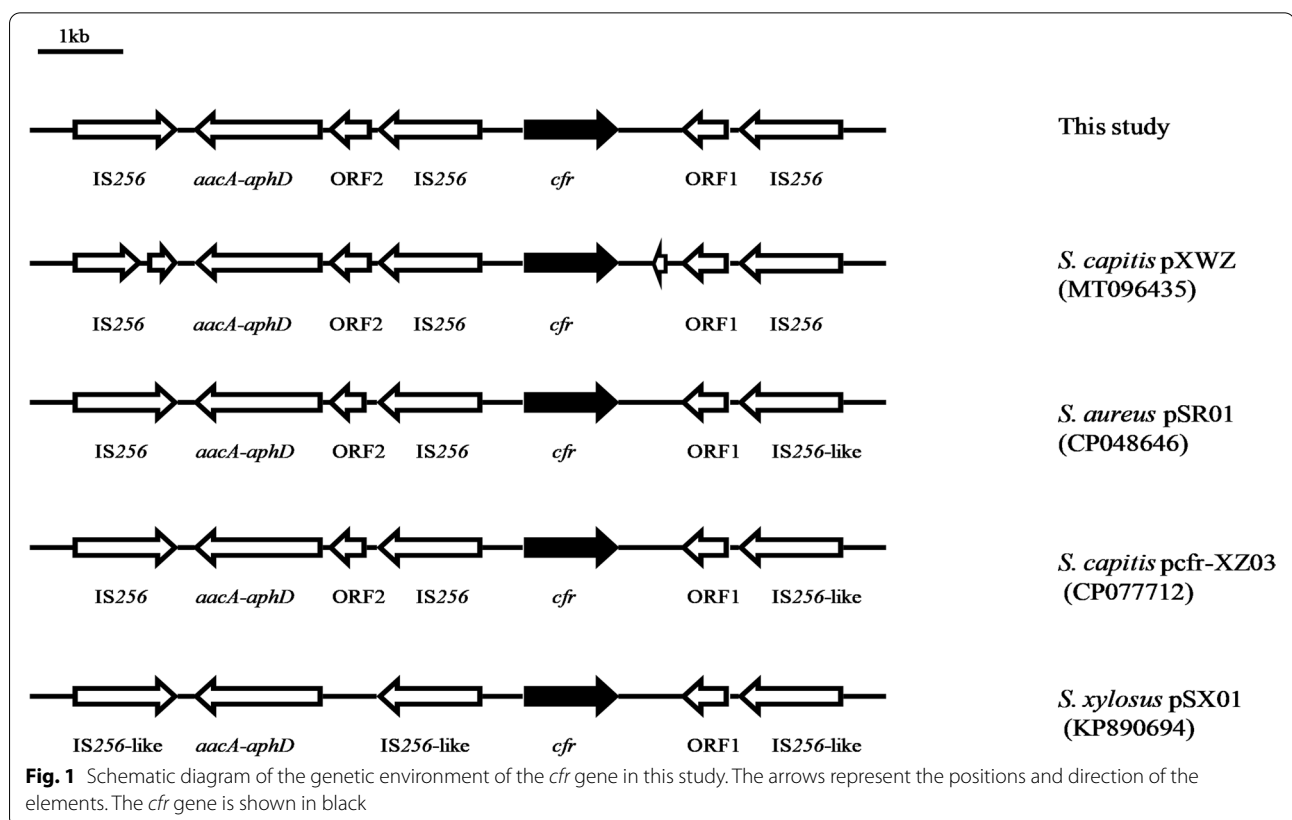 1kb
This study
IS256 aacA-aphD ORF2 IS256 cfr ORF1 IS256
S. capitis pXWZ
(MT096435)
IS256 aacA-aphD ORF2 IS256 cfr ORF1 IS256
S. aureus pSR01
(CP048646)
IS256 aacA-aphD ORF2 IS256 cfr ORF1 IS256-like
S. capitis pcfr-XZ03
(CP077712)
IS256 aacA-aphD ORF2 IS256 cfr ORF1 IS256-like
S. xylosus pSX01
(KP890694)
IS256-like aacA-aphD IS256-like cfr ORF1 IS256-like
Fig. 1 Schematic diagram of the genetic environment of the cfr gene in this study. The arrows represent the positions and direction of the
elements. The cfr gene is shown in black